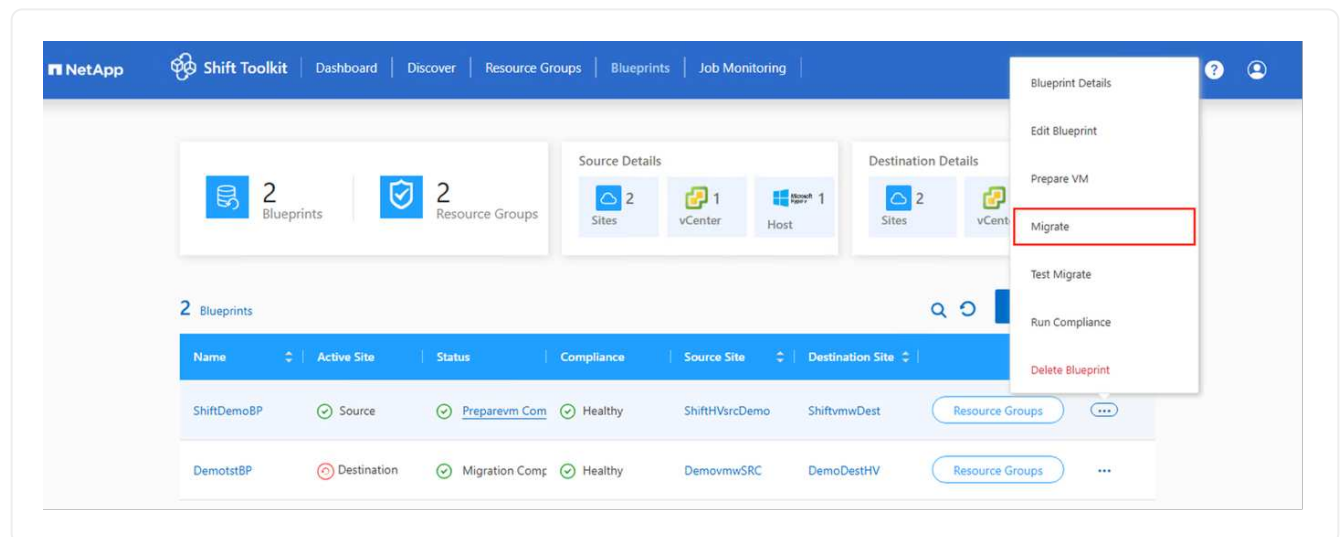 NetApp
Shift Toolkit
Dashboard
Discover
Resource Groups
Blueprints
Job Monitoring
?
Blueprint Details
Edit Blueprint
Prepare VM
Migrate
Test Migrate
Run Compliance
Delete Blueprint
2
Blueprints
2
Resource Groups
Source Details
2
Sites
1
vCenter
Microsoft
1
Host
Destination Details
2
Sites
vCent
2 Blueprints
Name Active Site Status Compliance Source Site Destination Site
ShiftDemoBP Source Preparevm Com Healthy ShiftHVsrcDemo ShiftvmwDest Resource Groups ...
DemotstBP Destination Migration Comp Healthy DemovmwSRC DemoDestHV Resource Groups ...